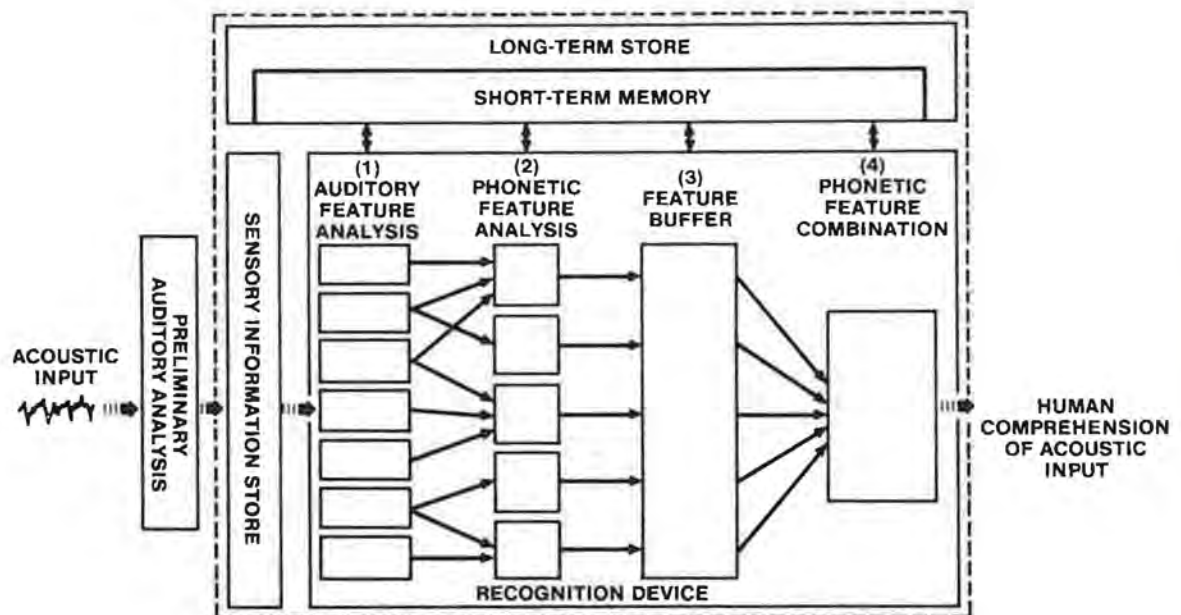 LONG-TERM STORE
SHORT-TERM MEMORY
(1)
AUDITORY
FEATURE
ANALYSIS
(2)
PHONETIC
FEATURE
ANALYSIS
(3)
FEATURE
BUFFER
(4)
PHONETIC
FEATURE
COMBINATION
SENSORY INFORMATION STORE
PRELIMINARY
AUDITORY ANALYSIS
ACOUSTIC
INPUT
HUMAN
COMPREHENSION
OF ACOUSTIC
INPUT
RECOGNITION DEVICE